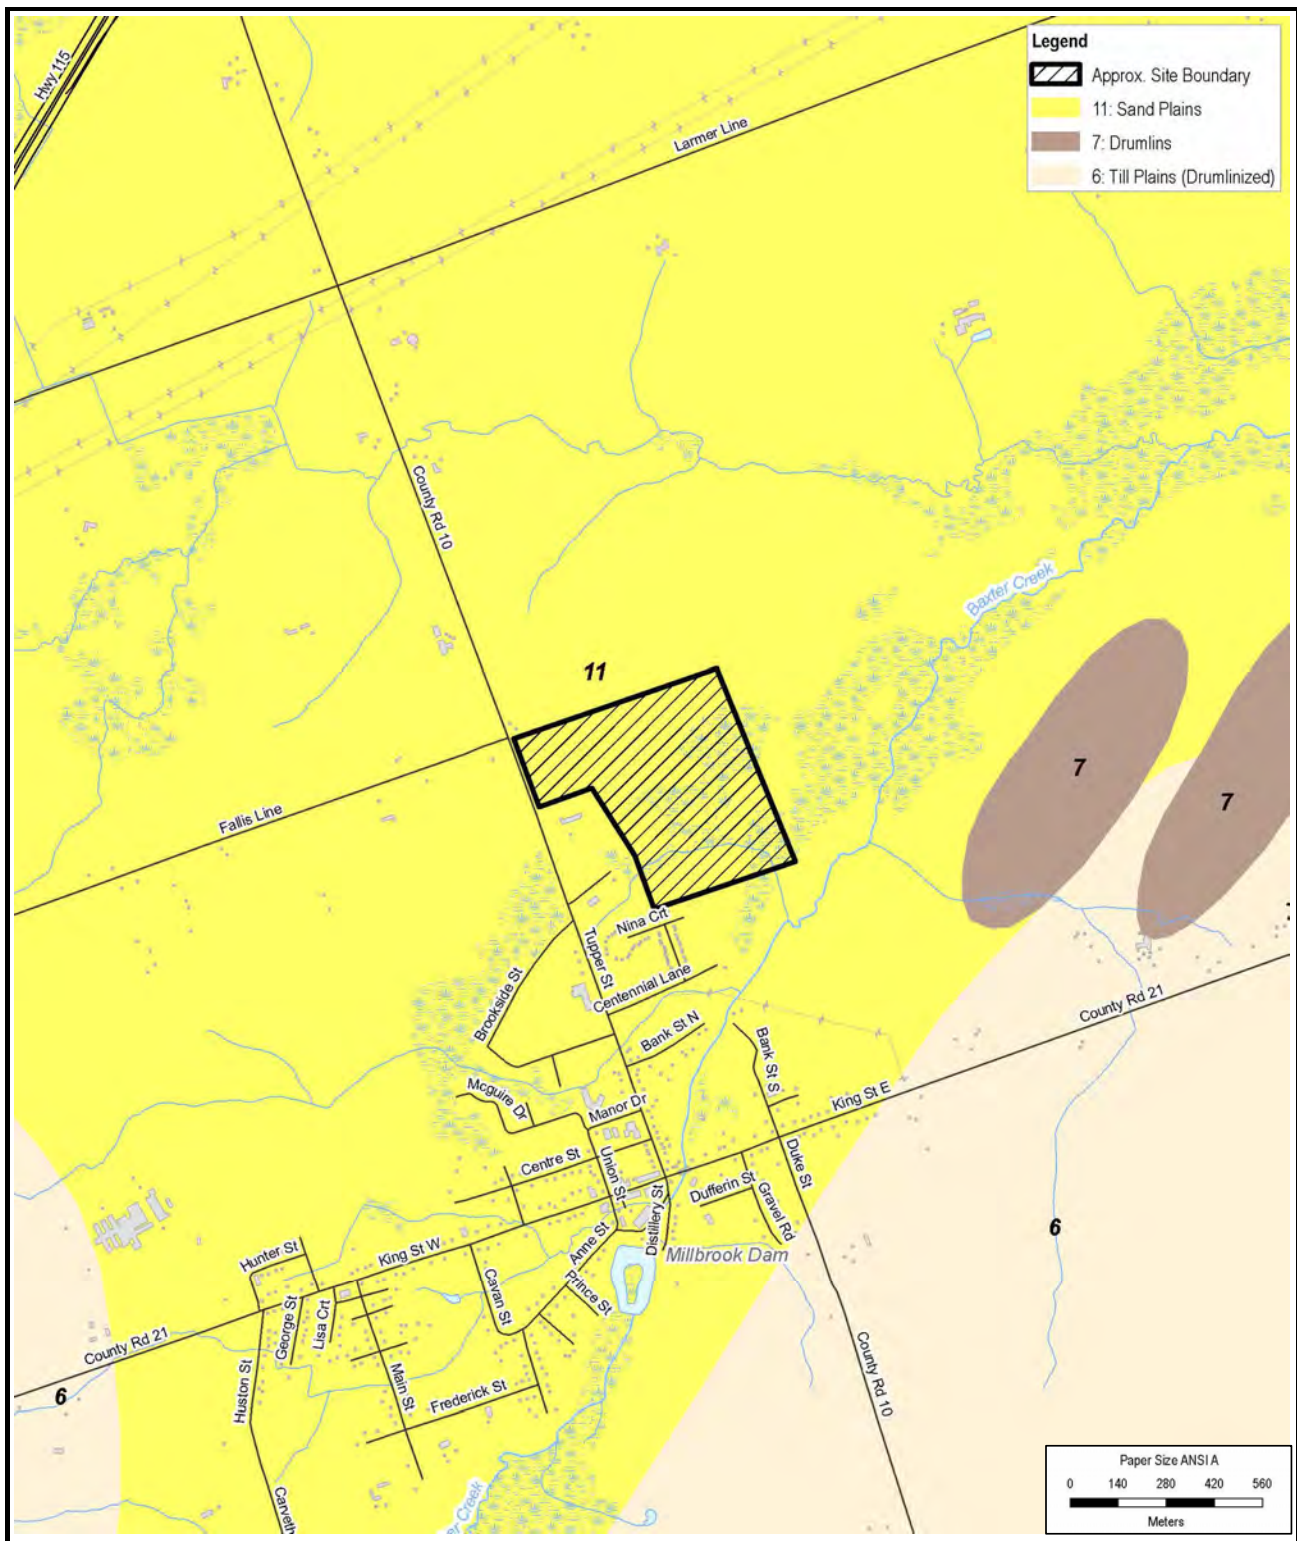 Legend
Approx. Site Boundary
11: Sand Plains
7: Drumlins
6: Till Plains (Drumlinized)
Hwy 115
Larmer Line
County Rd 10
Baxter Creek
11
7
7
Fallis Line
Nina Crt
Tupper St
Brookside St
Centennial Lane
Bank St N
Bank St S
County Rd 21
Mcguire Dr
Manor Dr
King St E
Centre St
Union St
Duke St
Dufferin St
Gravel Rd
Distillery St
Anne St
Millbrook Dam
6
Hunter St
King St W
Prince St
Cavan St
George St
Lisa Crt
County Rd 21
Huston St
Main St
Frederick St
County Rd 10
6
Carveth
er Creek
Paper Size ANSI A
0 140 280 420 560
Meters